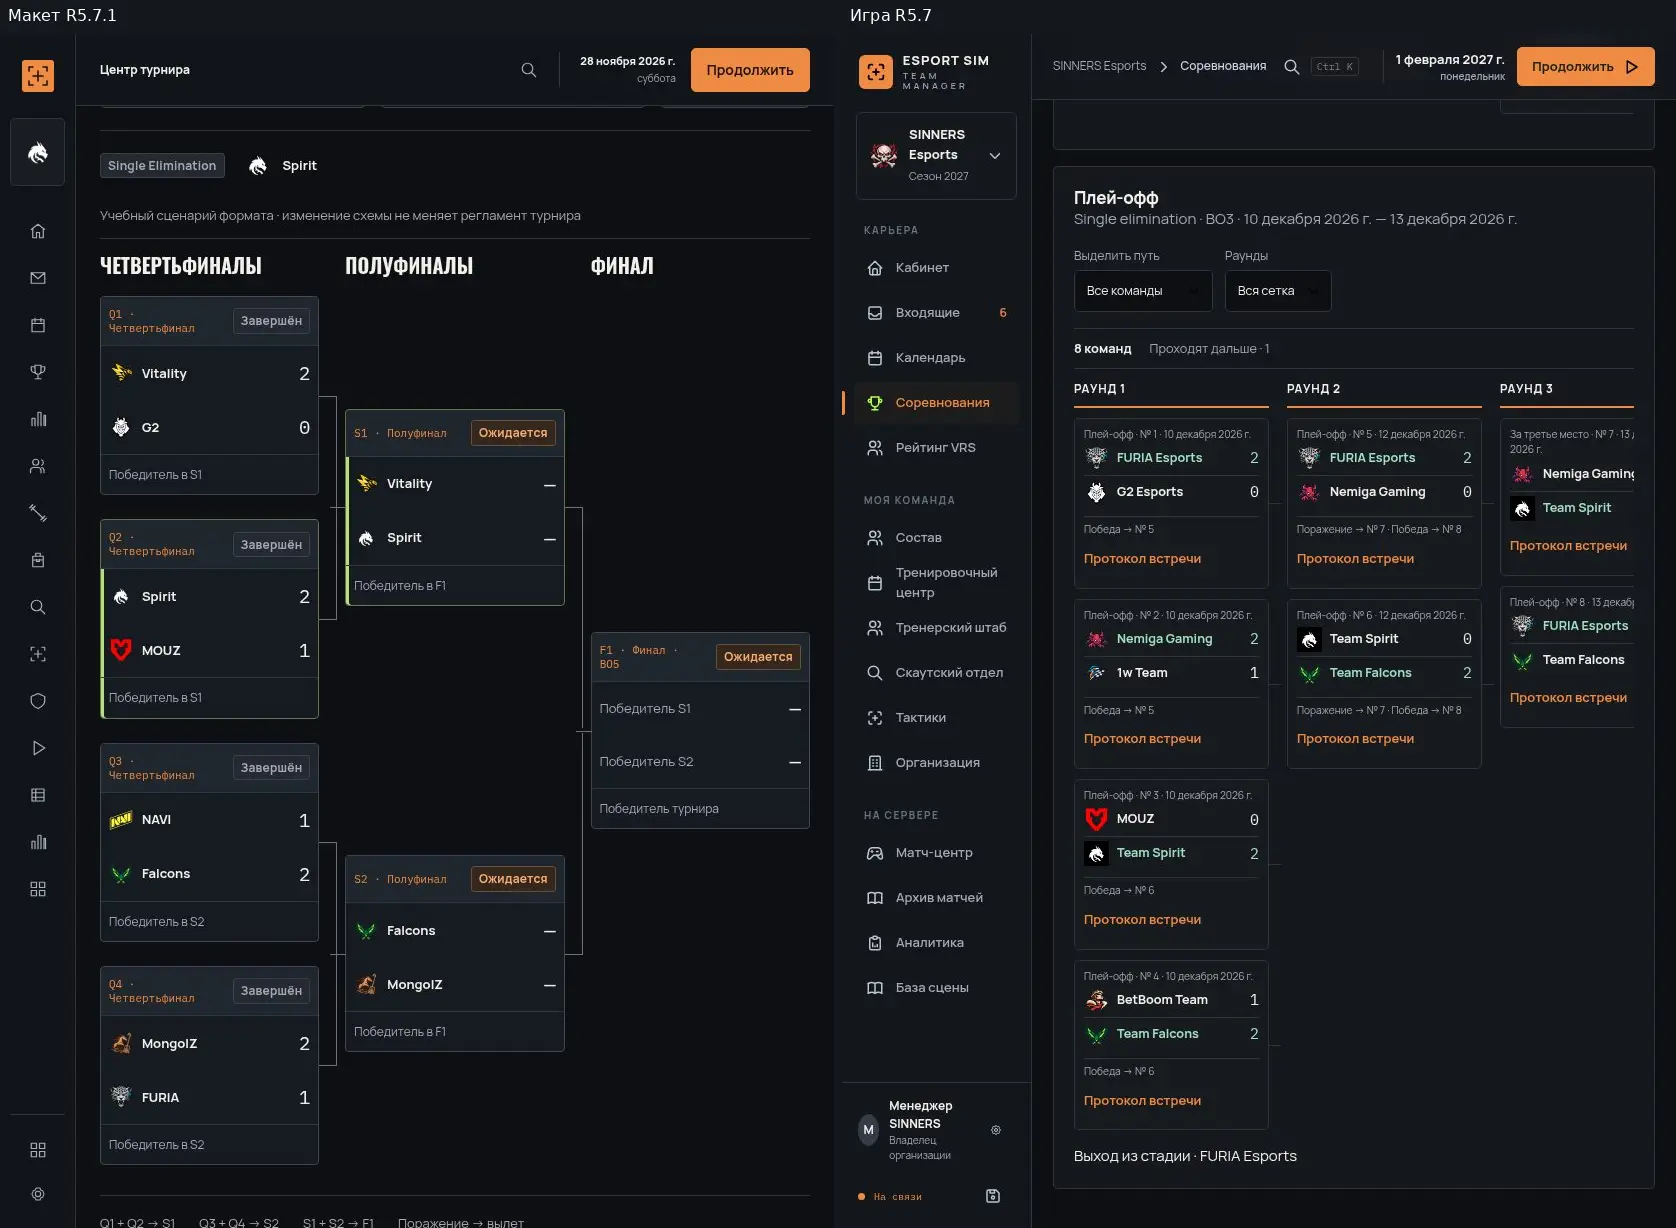 Макет R5.7.1
Центр турнира
28 ноября 2026 г.
суббота
Продолжить
Single Elimination
Spirit
Учебный сценарий формата · изменение схемы не меняет регламент турнира
ЧЕТВЕРТЬФИНАЛЫ
ПОЛУФИНАЛЫ
ФИНАЛ
Q1 ·
Четвертьфинал
Завершён
Vitality 2
G2 0
Победитель в S1
Q2 ·
Четвертьфинал
Завершён
Spirit 2
MOUZ 1
Победитель в S1
Q3 ·
Четвертьфинал
Завершён
NAVI 1
Falcons 2
Победитель в S2
Q4 ·
Четвертьфинал
Завершён
MongolZ 2
FURIA 1
Победитель в S2
S1 · Полуфинал
Ожидается
Vitality —
Spirit —
Победитель в F1
S2 · Полуфинал
Ожидается
Falcons —
MongolZ —
Победитель в F1
F1 · Финал ·
BO5
Ожидается
Победитель S1 —
Победитель S2 —
Победитель турнира
Q1 + Q2 → S1 Q3 + Q4 → S2 S1 + S2 → F1 Поражение → вылет
Игра R5.7
ESPORT SIM
TEAM
MANAGER
SINNERS
Esports
Сезон 2027
КАРЬЕРА
Кабинет
Входящие 6
Календарь
Соревнования
Рейтинг VRS
МОЯ КОМАНДА
Состав
Тренировочный
центр
Тренерский штаб
Скаутский отдел
Тактики
Организация
НА СЕРВЕРЕ
Матч-центр
Архив матчей
Аналитика
База сцены
M
Менеджер
SINNERS
Владелец
организации
На связи
SINNERS Esports
Соревнования
Ctrl K
1 февраля 2027 г.
понедельник
Продолжить
Плей-офф
Single elimination · BO3 · 10 декабря 2026 г. — 13 декабря 2026 г.
Выделить путь
Все команды
Раунды
Вся сетка
8 команд Проходят дальше · 1
РАУНД 1
РАУНД 2
РАУНД 3
Плей-офф · № 1 · 10 декабря 2026 г.
FURIA Esports 2
G2 Esports 0
Победа → № 5
Протокол встречи
Плей-офф · № 2 · 10 декабря 2026 г.
Nemiga Gaming 2
1w Team 1
Победа → № 5
Протокол встречи
Плей-офф · № 3 · 10 декабря 2026 г.
MOUZ 0
Team Spirit 2
Победа → № 6
Протокол встречи
Плей-офф · № 4 · 10 декабря 2026 г.
BetBoom Team 1
Team Falcons 2
Победа → № 6
Протокол встречи
Плей-офф · № 5 · 12 декабря 2026 г.
FURIA Esports 2
Nemiga Gaming 0
Поражение → № 7 · Победа → № 8
Протокол встречи
Плей-офф · № 6 · 12 декабря 2026 г.
Team Spirit 0
Team Falcons 2
Поражение → № 7 · Победа → № 8
Протокол встречи
За третье место · № 7 · 13
2026 г.
Nemiga Gaming
Team Spirit
Протокол встречи
Плей-офф · № 8 · 13 декаб
FURIA Esports
Team Falcons
Протокол встречи
Выход из стадии · FURIA Esports